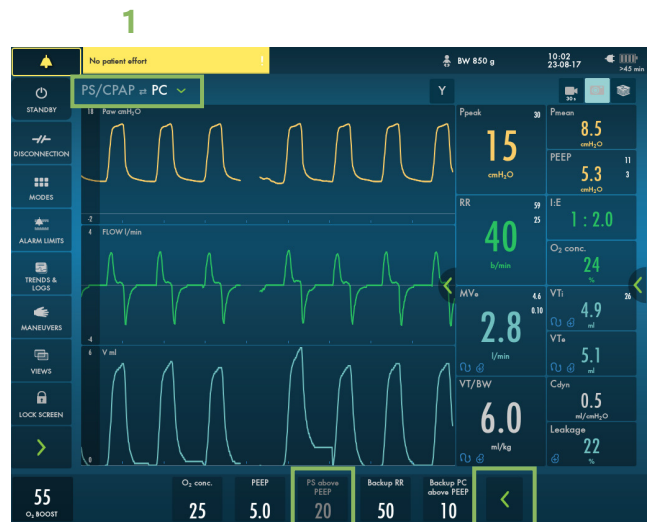 1
No patient effort !
BW 850 g
10:02
23-08-17
>45 min
STANDBY
PS/CPAP ⇄ PC
Y
30 s
DISCONNECTION
MODES
ALARM LIMITS
TRENDS &
LOGS
MANEUVERS
VIEWS
LOCK SCREEN
18 Paw cmH₂O
-2
4 FLOW l/min
4
6 V ml
0
Ppeak 30
15
cmH₂O
Pmean
8.5
cmH₂O
PEEP 11
5.3 3
cmH₂O
RR 59
25
40
b/min
I:E
1 : 2.0
O₂ conc.
24
%
MVe 4.6
0.10
2.8
l/min
VTi 26
4.9
ml
VTe
5.1
ml
VT/BW
6.0
ml/kg
Cdyn
0.5
ml/cmH₂O
Leakage
22
%
55
O₂ BOOST
O₂ conc.
25
PEEP
5.0
PS above
PEEP
20
Backup RR
50
Backup PC
above PEEP
10